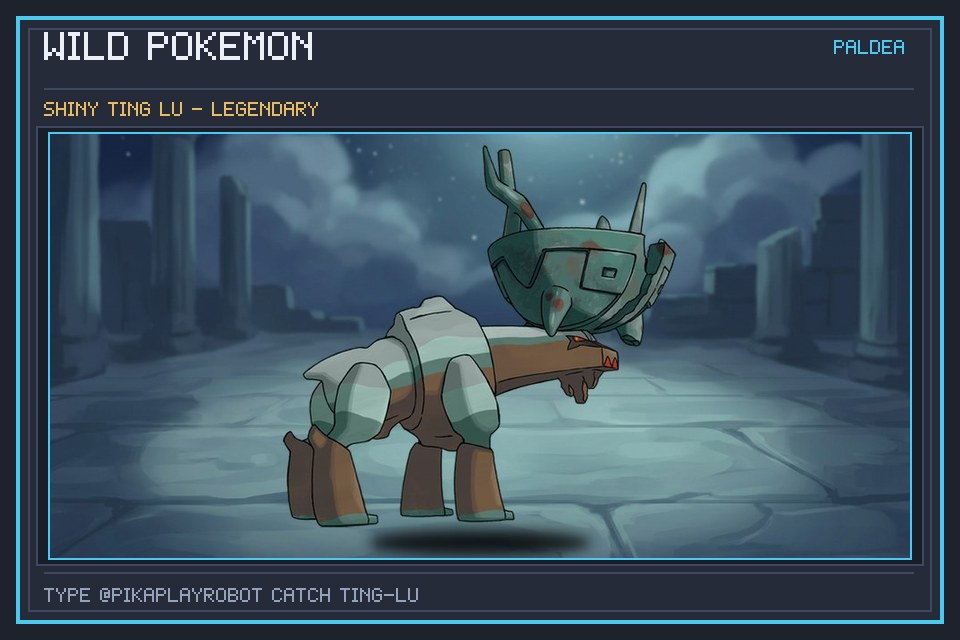 WILD POKEMON
PALDEA
SHINY TING LU - LEGENDARY
TYPE @PIKAPLAYROBOT CATCH TING-LU